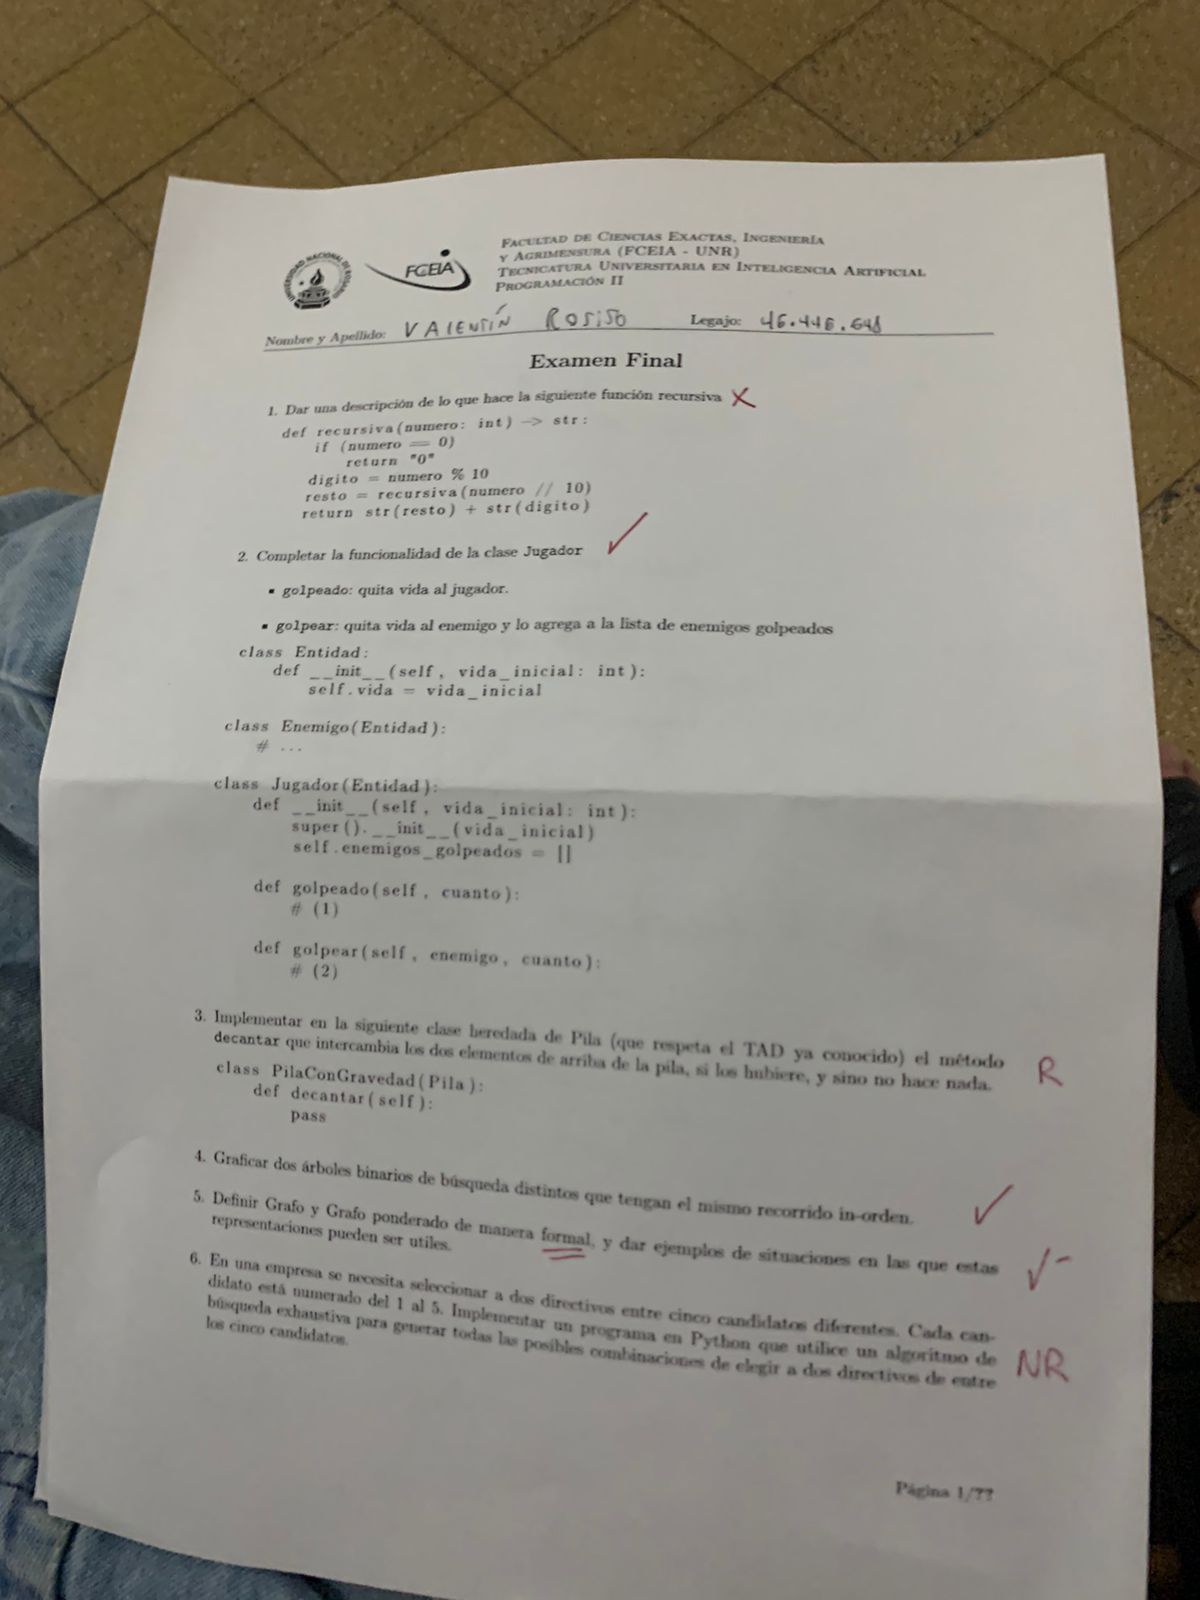 UNIVERSIDAD NACIONAL DE ROSARIO
FCEIA
Facultad de Ciencias Exactas, Ingeniería
y Agrimensura (FCEIA - UNR)
Tecnicatura Universitaria en Inteligencia Artificial
Programación II
Nombre y Apellido: VALENTÍN ROSISO Legajo: 46.446.641
Examen Final
1. Dar una descripción de lo que hace la siguiente función recursiva X
def recursiva(numero: int) -> str:
if (numero == 0)
return "0"
digito = numero % 10
resto = recursiva(numero // 10)
return str(resto) + str(digito)
2. Completar la funcionalidad de la clase Jugador ✓
▪ golpeado: quita vida al jugador.
▪ golpear: quita vida al enemigo y lo agrega a la lista de enemigos golpeados
class Entidad:
def __init__(self, vida_inicial: int):
self.vida = vida_inicial
class Enemigo(Entidad):
# ...
class Jugador(Entidad):
def __init__(self, vida_inicial: int):
super().__init__(vida_inicial)
self.enemigos_golpeados = []
def golpeado(self, cuanto):
# (1)
def golpear(self, enemigo, cuanto):
# (2)
3. Implementar en la siguiente clase heredada de Pila (que respeta el TAD ya conocido) el método
decantar que intercambia los dos elementos de arriba de la pila, si los hubiere, y sino no hace nada. R
class PilaConGravedad(Pila):
def decantar(self):
pass
4. Graficar dos árboles binarios de búsqueda distintos que tengan el mismo recorrido in-orden. ✓
5. Definir Grafo y Grafo ponderado de manera formal, y dar ejemplos de situaciones en las que estas ✓-
representaciones pueden ser utiles.
6. En una empresa se necesita seleccionar a dos directivos entre cinco candidatos diferentes. Cada can-
didato está numerado del 1 al 5. Implementar un programa en Python que utilice un algoritmo de
búsqueda exhaustiva para generar todas las posibles combinaciones de elegir a dos directivos de entre NR
los cinco candidatos.
Página 1/??